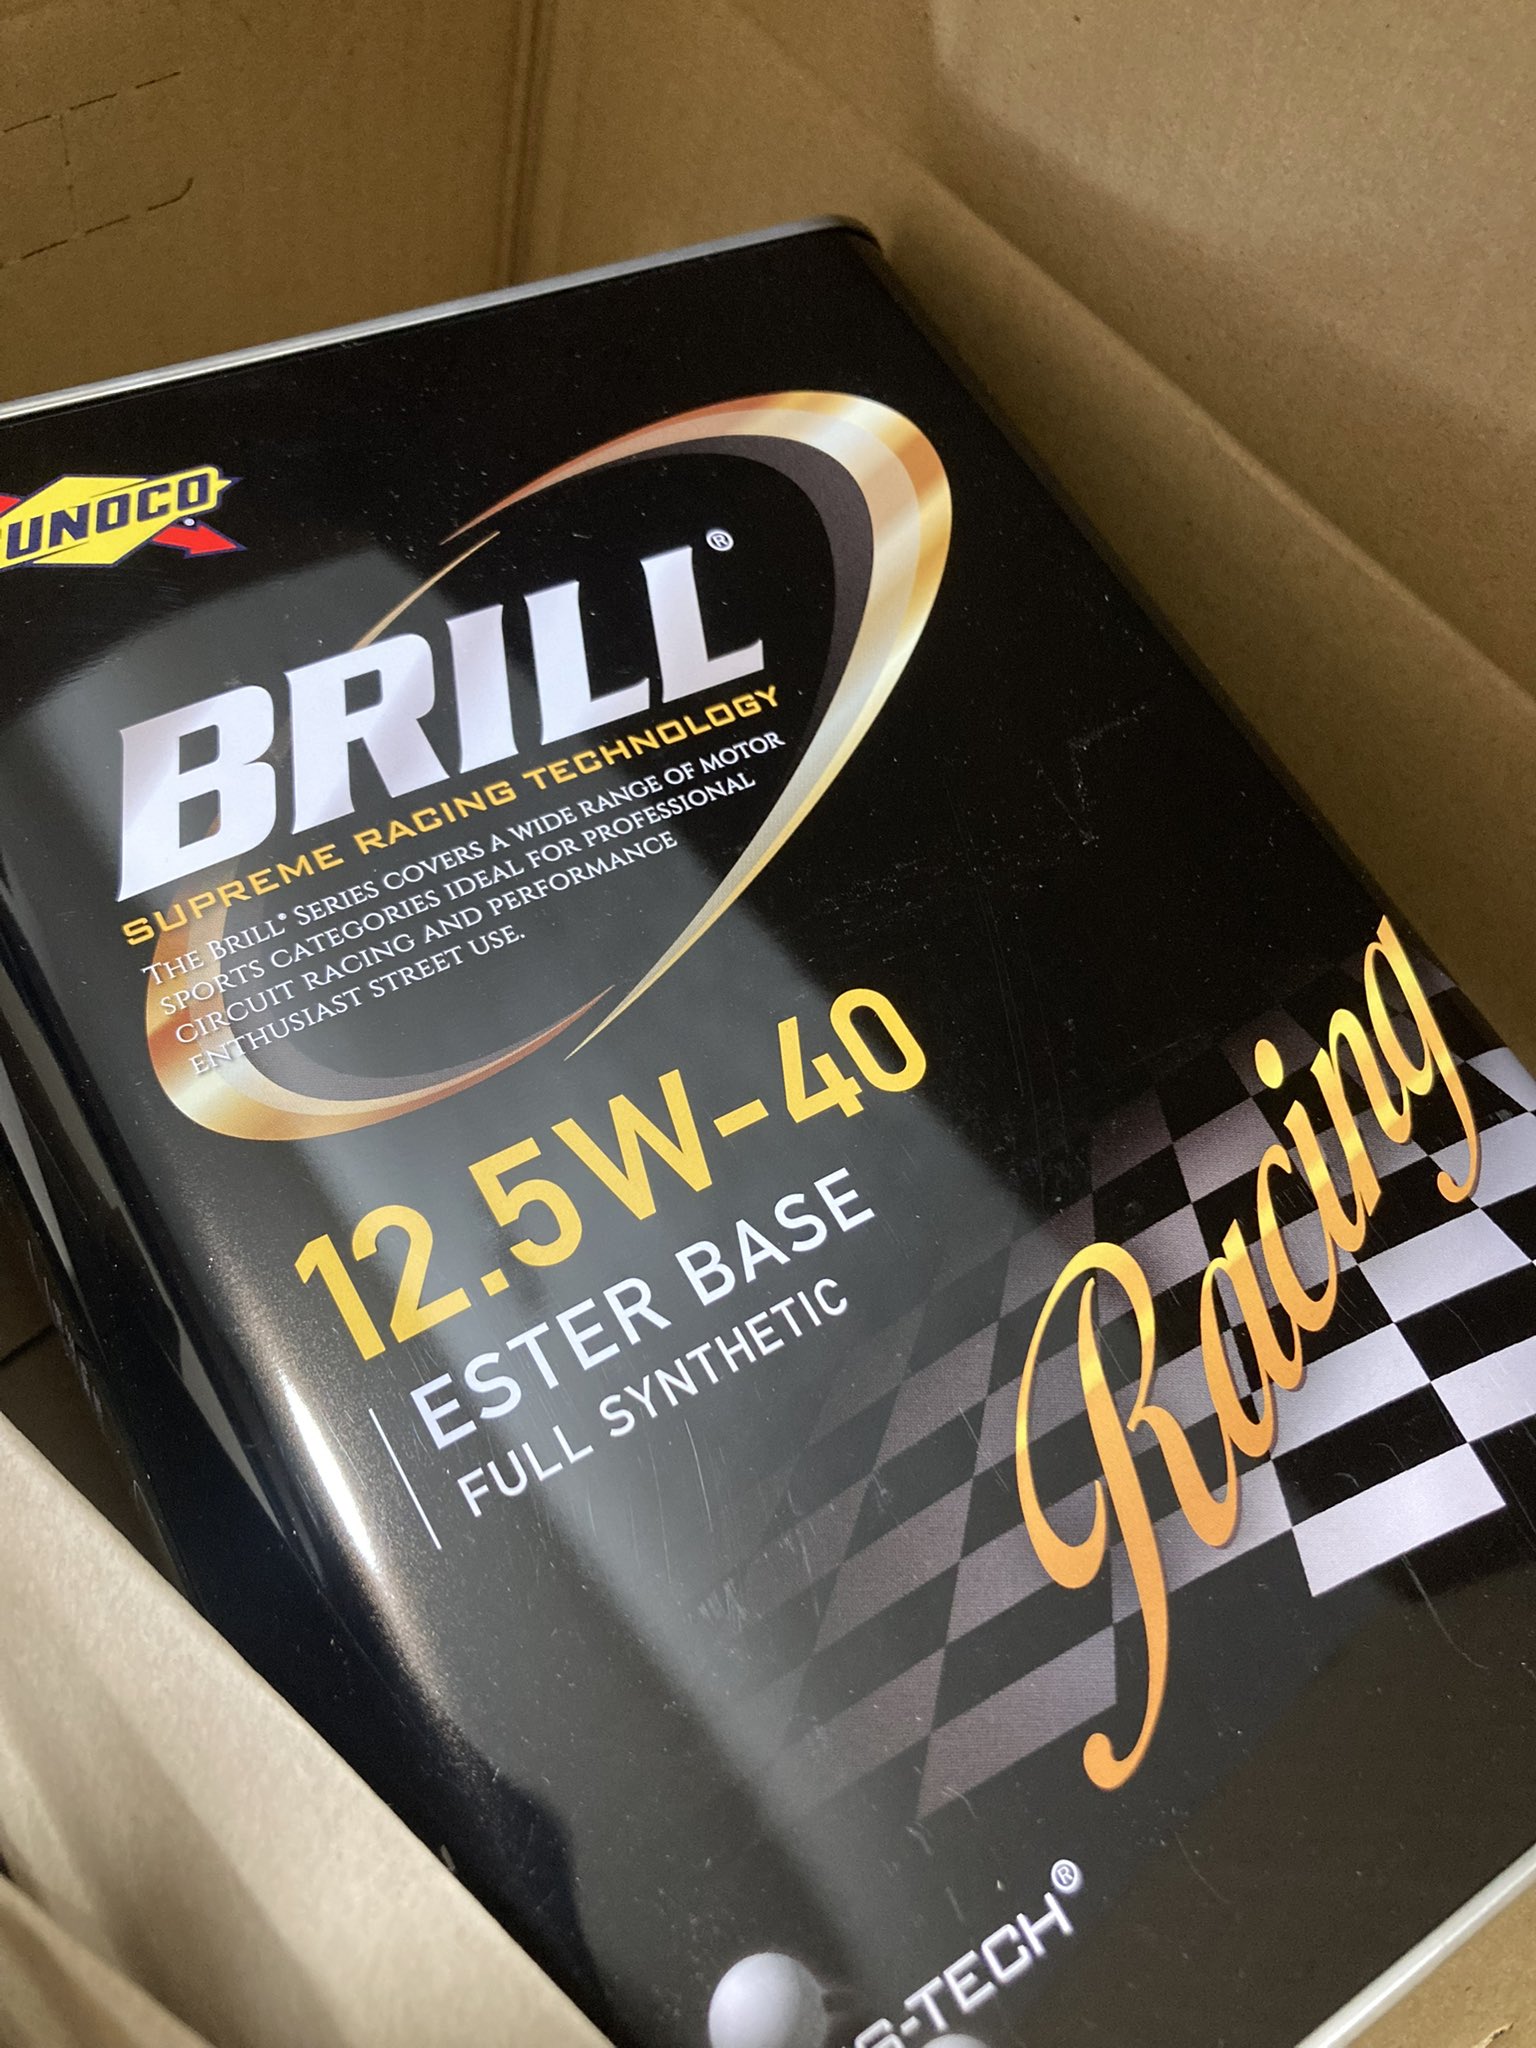 SUNOCO
BRILL®
SUPREME RACING TECHNOLOGY
THE BRILL® SERIES COVERS A WIDE RANGE OF MOTOR
SPORTS CATEGORIES IDEAL FOR PROFESSIONAL
CIRCUIT RACING AND PERFORMANCE
ENTHUSIAST STREET USE.
12.5W-40
ESTER BASE
FULL SYNTHETIC
Racing
S-TECH®